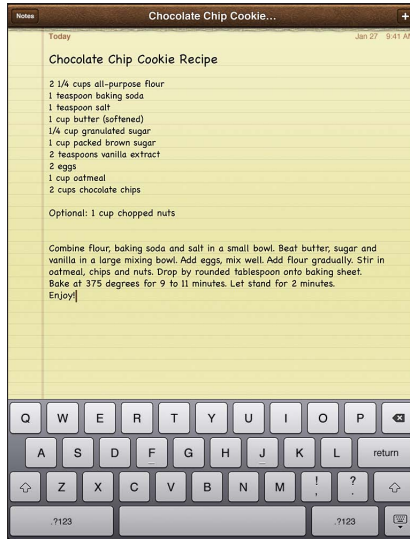 Notes
Chocolate Chip Cookie...
+
Today
Jan 27 9:41 AM
Chocolate Chip Cookie Recipe
2 1/4 cups all-purpose flour
1 teaspoon baking soda
1 teaspoon salt
1 cup butter (softened)
1/4 cup granulated sugar
1 cup packed brown sugar
2 teaspoons vanilla extract
2 eggs
1 cup oatmeal
2 cups chocolate chips
Optional: 1 cup chopped nuts
Combine flour, baking soda and salt in a small bowl. Beat butter, sugar and
vanilla in a large mixing bowl. Add eggs, mix well. Add flour gradually. Stir in
oatmeal, chips and nuts. Drop by rounded tablespoon onto baking sheet.
Bake at 375 degrees for 9 to 11 minutes. Let stand for 2 minutes.
Enjoy!
Q W E R T Y U I O P
A S D F G H J K L return
Z X C V B N M ! , ? .
.?123 .?123